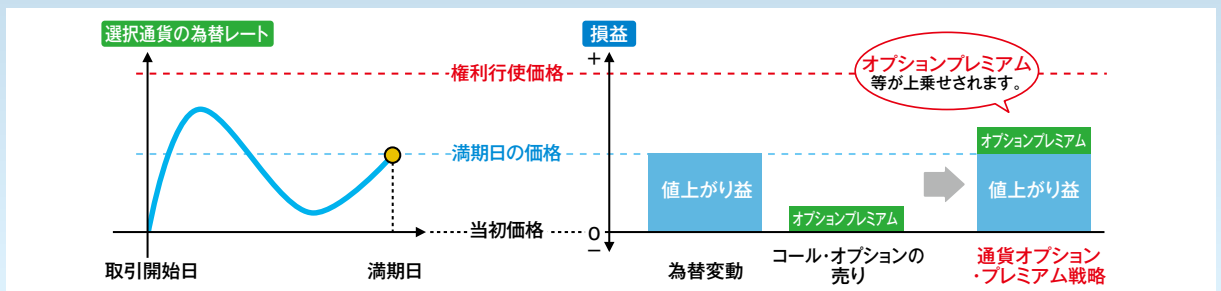 選択通貨の為替レート
権利行使価格
満期日の価格
当初価格
取引開始日
満期日
損益
+
0
−
オプションプレミアム
等が上乗せされます。
値上がり益
オプションプレミアム
オプションプレミアム
値上がり益
為替変動
コール・オプションの
売り
通貨オプション
・プレミアム戦略